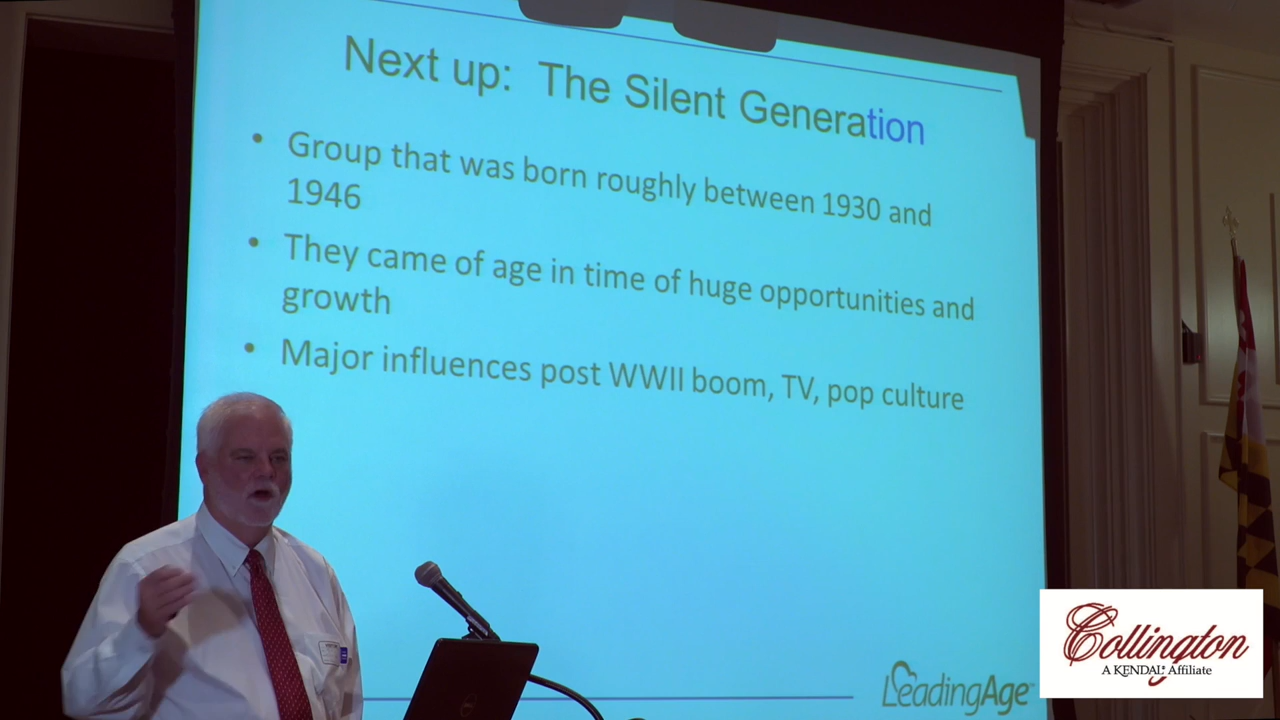 Next up: The Silent Generation
• Group that was born roughly between 1930 and
1946
• They came of age in time of huge opportunities and
growth
• Major influences post WWII boom, TV, pop culture
LeadingAge
Collington
A KENDAL Affiliate